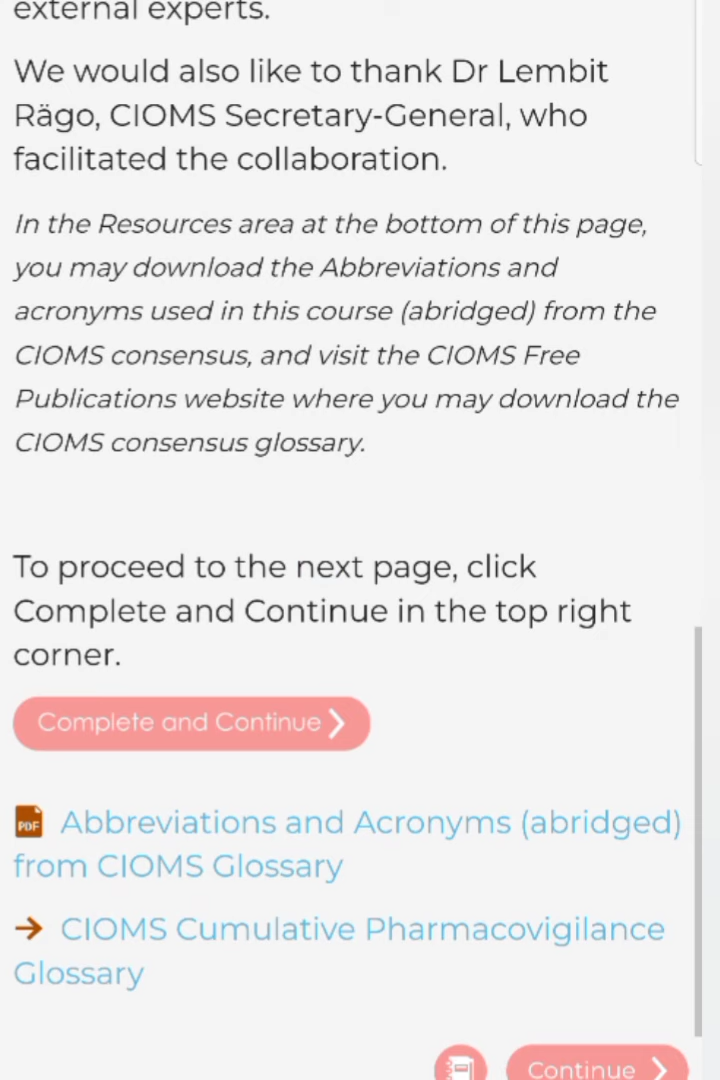 external experts.
We would also like to thank Dr Lembit
Rägo, CIOMS Secretary-General, who
facilitated the collaboration.
In the Resources area at the bottom of this page,
you may download the Abbreviations and
acronyms used in this course (abridged) from the
CIOMS consensus, and visit the CIOMS Free
Publications website where you may download the
CIOMS consensus glossary.
To proceed to the next page, click
Complete and Continue in the top right
corner.
Complete and Continue
PDF Abbreviations and Acronyms (abridged)
from CIOMS Glossary
CIOMS Cumulative Pharmacovigilance
Glossary
Continue